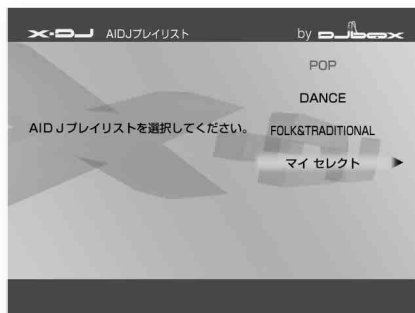 X-DJ AIDJプレイリスト by DJbox
POP
DANCE
AIDJプレイリストを選択してください。
FOLK&TRADITIONAL
マイ セレクト